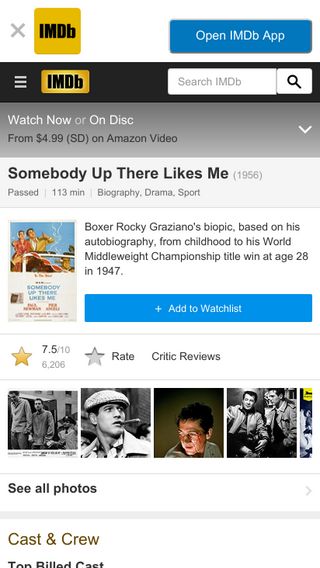 IMDb
Open IMDb App
IMDb
Search IMDb
Watch Now or On Disc
From $4.99 (SD) on Amazon Video
Somebody Up There Likes Me (1956)
Passed | 113 min | Biography, Drama, Sport
SOMEBODY
UP THERE
LIKES ME
PAUL NEWMAN PIER ANGELI
Boxer Rocky Graziano's biopic, based on his
autobiography, from childhood to his World
Middleweight Championship title win at age 28
in 1947.
+ Add to Watchlist
7.5/10
6,206
Rate
Critic Reviews
See all photos
Cast & Crew
Top Billed Cast